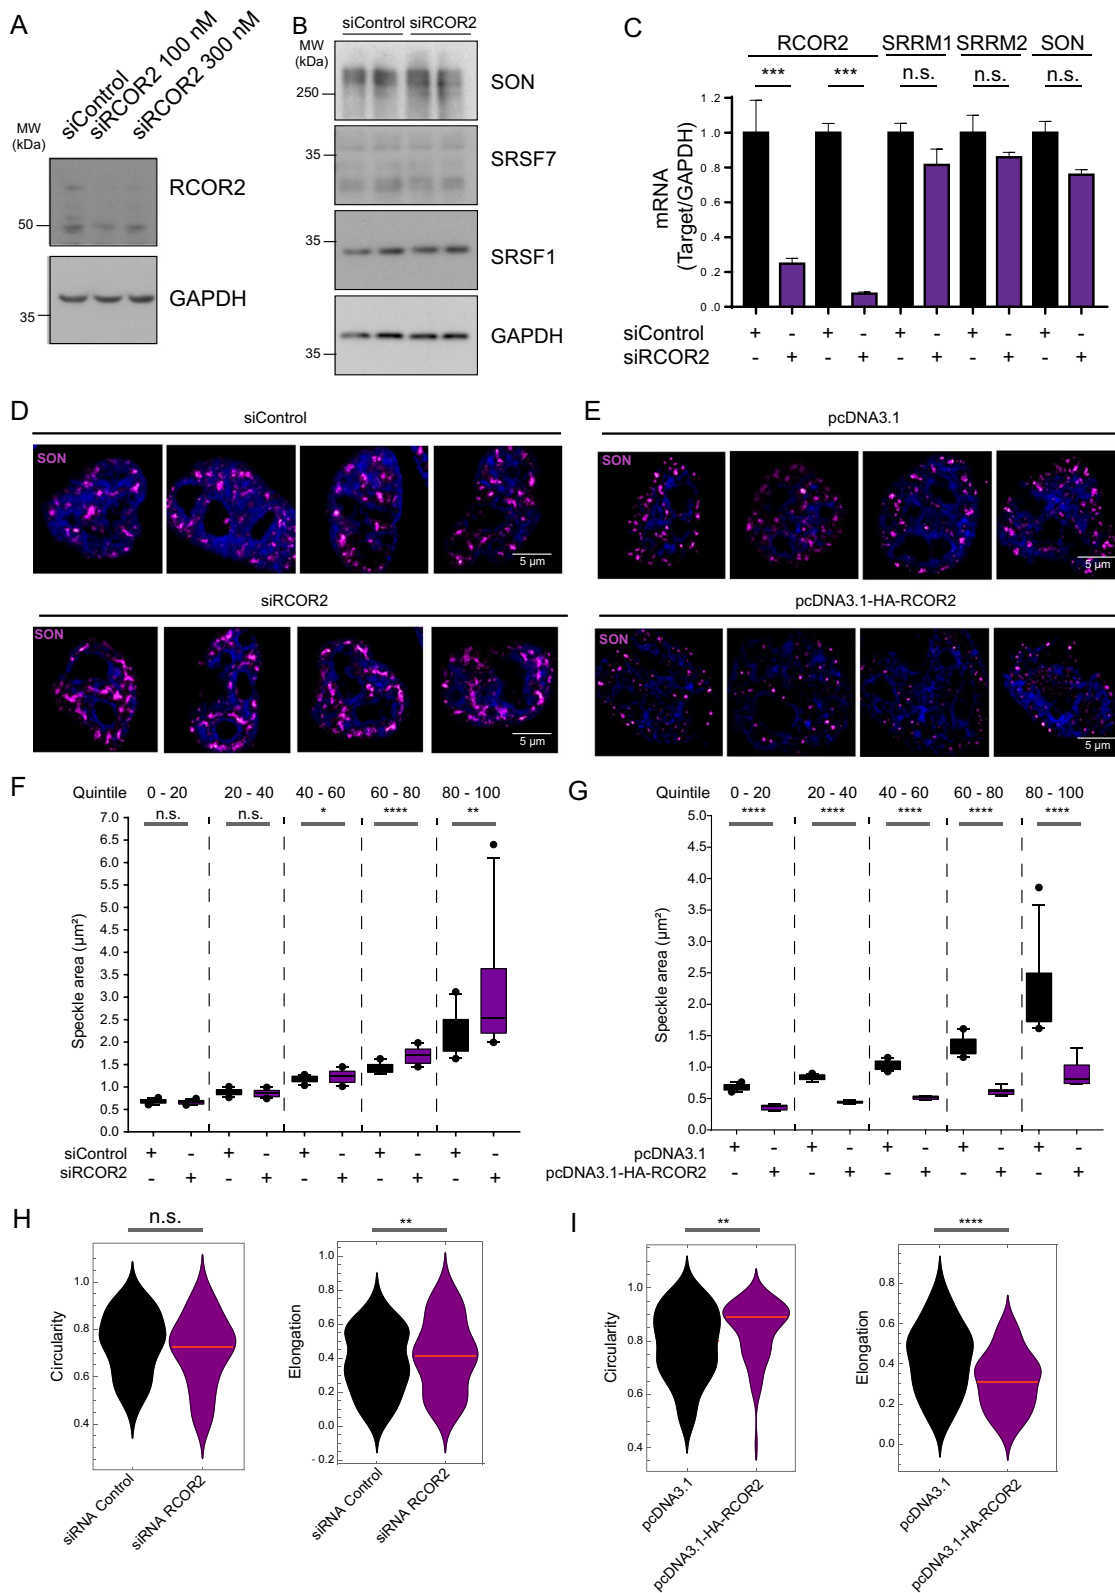 A
siControl
siRCOR2 100 nM
siRCOR2 300 nM
MW
(kDa)
50
35
RCOR2
GAPDH
B
siControl siRCOR2
MW
(kDa)
250
SON
35
SRSF7
35
SRSF1
35
GAPDH
C
RCOR2 SRRM1 SRRM2 SON
*** *** n.s. n.s. n.s.
mRNA
(Target/GAPDH)
1.2
1.0
0.8
0.6
0.4
0.2
0.0
siControl + - + - + - + - + -
siRCOR2 - + - + - + - + - +
D
siControl
SON
5 µm
siRCOR2
SON
5 µm
E
pcDNA3.1
SON
5 µm
pcDNA3.1-HA-RCOR2
SON
5 µm
F
Quintile 0 - 20 20 - 40 40 - 60 60 - 80 80 - 100
n.s. n.s. * **** **
Speckle area (µm²)
7.0
6.5
6.0
5.5
5.0
4.5
4.0
3.5
3.0
2.5
2.0
1.5
1.0
0.5
0.0
siControl + - + - + - + - + -
siRCOR2 - + - + - + - + - +
G
Quintile 0 - 20 20 - 40 40 - 60 60 - 80 80 - 100
**** **** **** **** ****
Speckle area (µm²)
5.0
4.5
4.0
3.5
3.0
2.5
2.0
1.5
1.0
0.5
0.0
pcDNA3.1 + - + - + - + - + -
pcDNA3.1-HA-RCOR2 - + - + - + - + - +
H
n.s.
Circularity
1.0
0.8
0.6
0.4
siRNA Control
siRNA RCOR2
**
Elongation
1.0
0.8
0.6
0.4
0.2
0.0
-0.2
siRNA Control
siRNA RCOR2
I
**
Circularity
1.0
0.8
0.6
0.4
pcDNA3.1
pcDNA3.1-HA-RCOR2
****
Elongation
0.8
0.6
0.4
0.2
0.0
pcDNA3.1
pcDNA3.1-HA-RCOR2